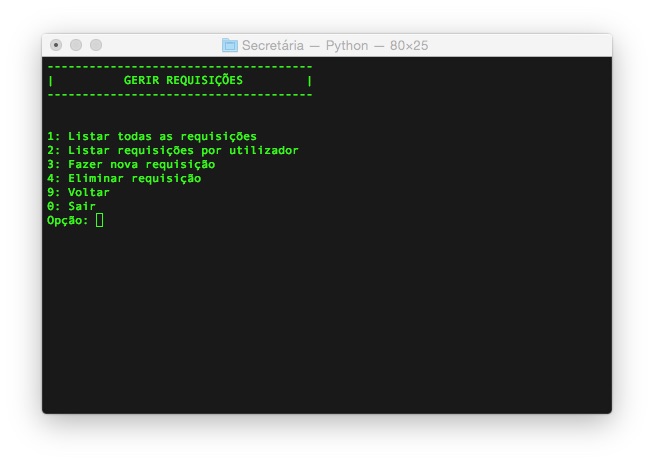 Secretária — Python — 80×25
--------------------------------------
|          GERIR REQUISIÇÕES         |
--------------------------------------
1: Listar todas as requisições
2: Listar requisições por utilizador
3: Fazer nova requisição
4: Eliminar requisição
9: Voltar
0: Sair
Opção: